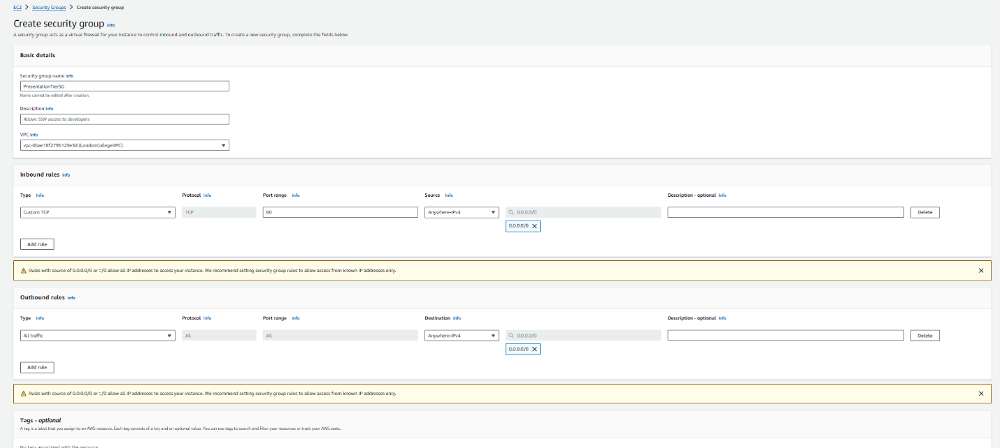 EC2 > Security Groups > Create security group
Create security group Info
A security group acts as a virtual firewall for your instance to control inbound and outbound traffic. To create a new security group, complete the fields below.
Basic details
Security group name Info
PresentationTierSG
Name cannot be edited after creation.
Description Info
Allows SSH access to developers
VPC Info
vpc-0bae18f2795129e3d (LondonCollegeVPC)
Inbound rules Info
Type Info Protocol Info Port range Info Source Info Description - optional Info
Custom TCP TCP 80 Anywhere-IPv4 0.0.0.0/0 Delete
0.0.0.0/0
Add rule
Rules with source of 0.0.0.0/0 or ::/0 allow all IP addresses to access your instance. We recommend setting security group rules to allow access from known IP addresses only.
Outbound rules Info
Type Info Protocol Info Port range Info Destination Info Description - optional Info
All traffic All All Anywhere-IPv4 0.0.0.0/0 Delete
0.0.0.0/0
Add rule
Rules with source of 0.0.0.0/0 or ::/0 allow all IP addresses to access your instance. We recommend setting security group rules to allow access from known IP addresses only.
Tags - optional
A tag is a label that you assign to an AWS resource. Each tag consists of a key and an optional value. You can use tags to search and filter your resources or track your AWS costs.
No tags associated with the resource.